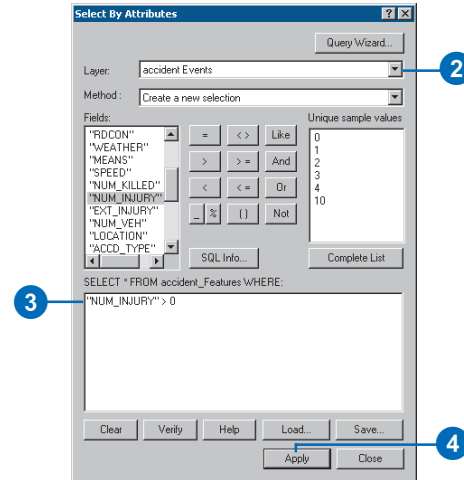 Select By Attributes
Query Wizard...
Layer: accident Events
2
Method : Create a new selection
Fields: Unique sample values
"RDCON"
"WEATHER"
"MEANS"
"SPEED"
"NUM_KILLED"
"NUM_INJURY"
"EXT_INJURY"
"NUM_VEH"
"LOCATION"
"ACCD_TYPE"
= < > Like
> > = And
< < = Or
_ % ( ) Not
0
1
2
3
4
10
SQL Info... Complete List
SELECT * FROM accident_Features WHERE:
3
"NUM_INJURY" > 0
Clear Verify Help Load... Save...
4
Apply Close